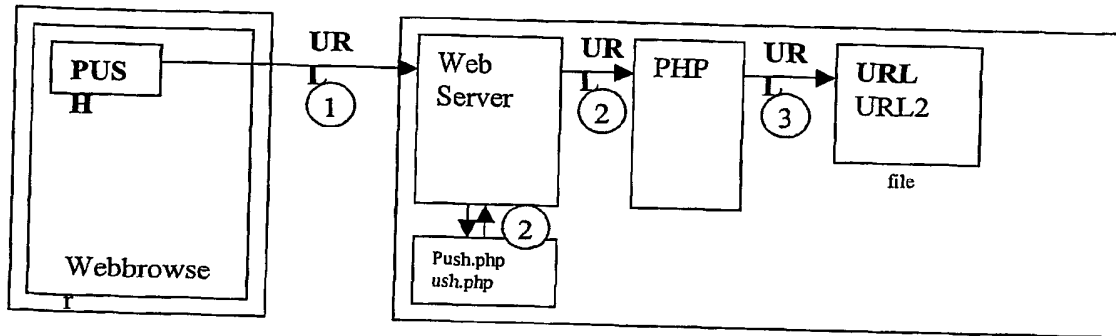 PUS
H
Webbrowse
r
UR
L
1
Web
Server
2
Push.php
ush.php
UR
L
2
PHP
UR
L
3
URL
URL2
file